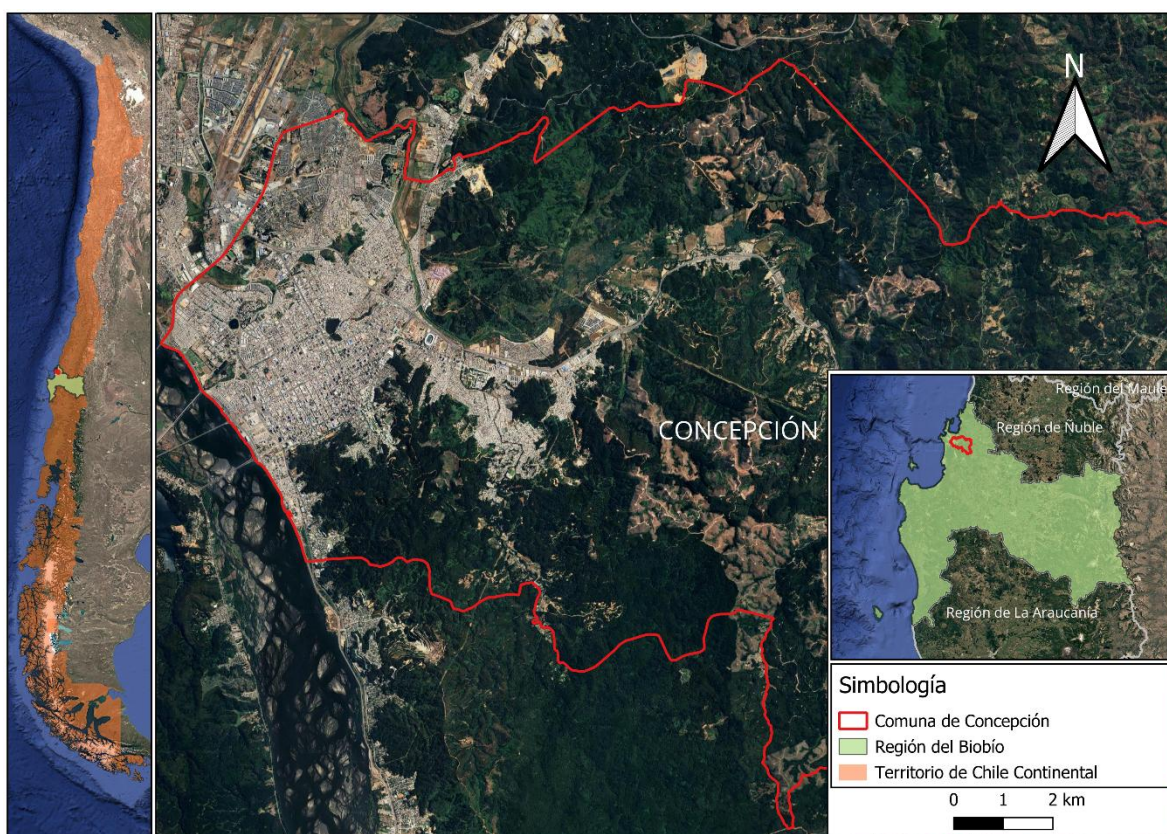 N
CONCEPCIÓN
Región del Maule
Región de Ñuble
Región de La Araucanía
Simbología
Comuna de Concepción
Región del Biobío
Territorio de Chile Continental
0 1 2 km